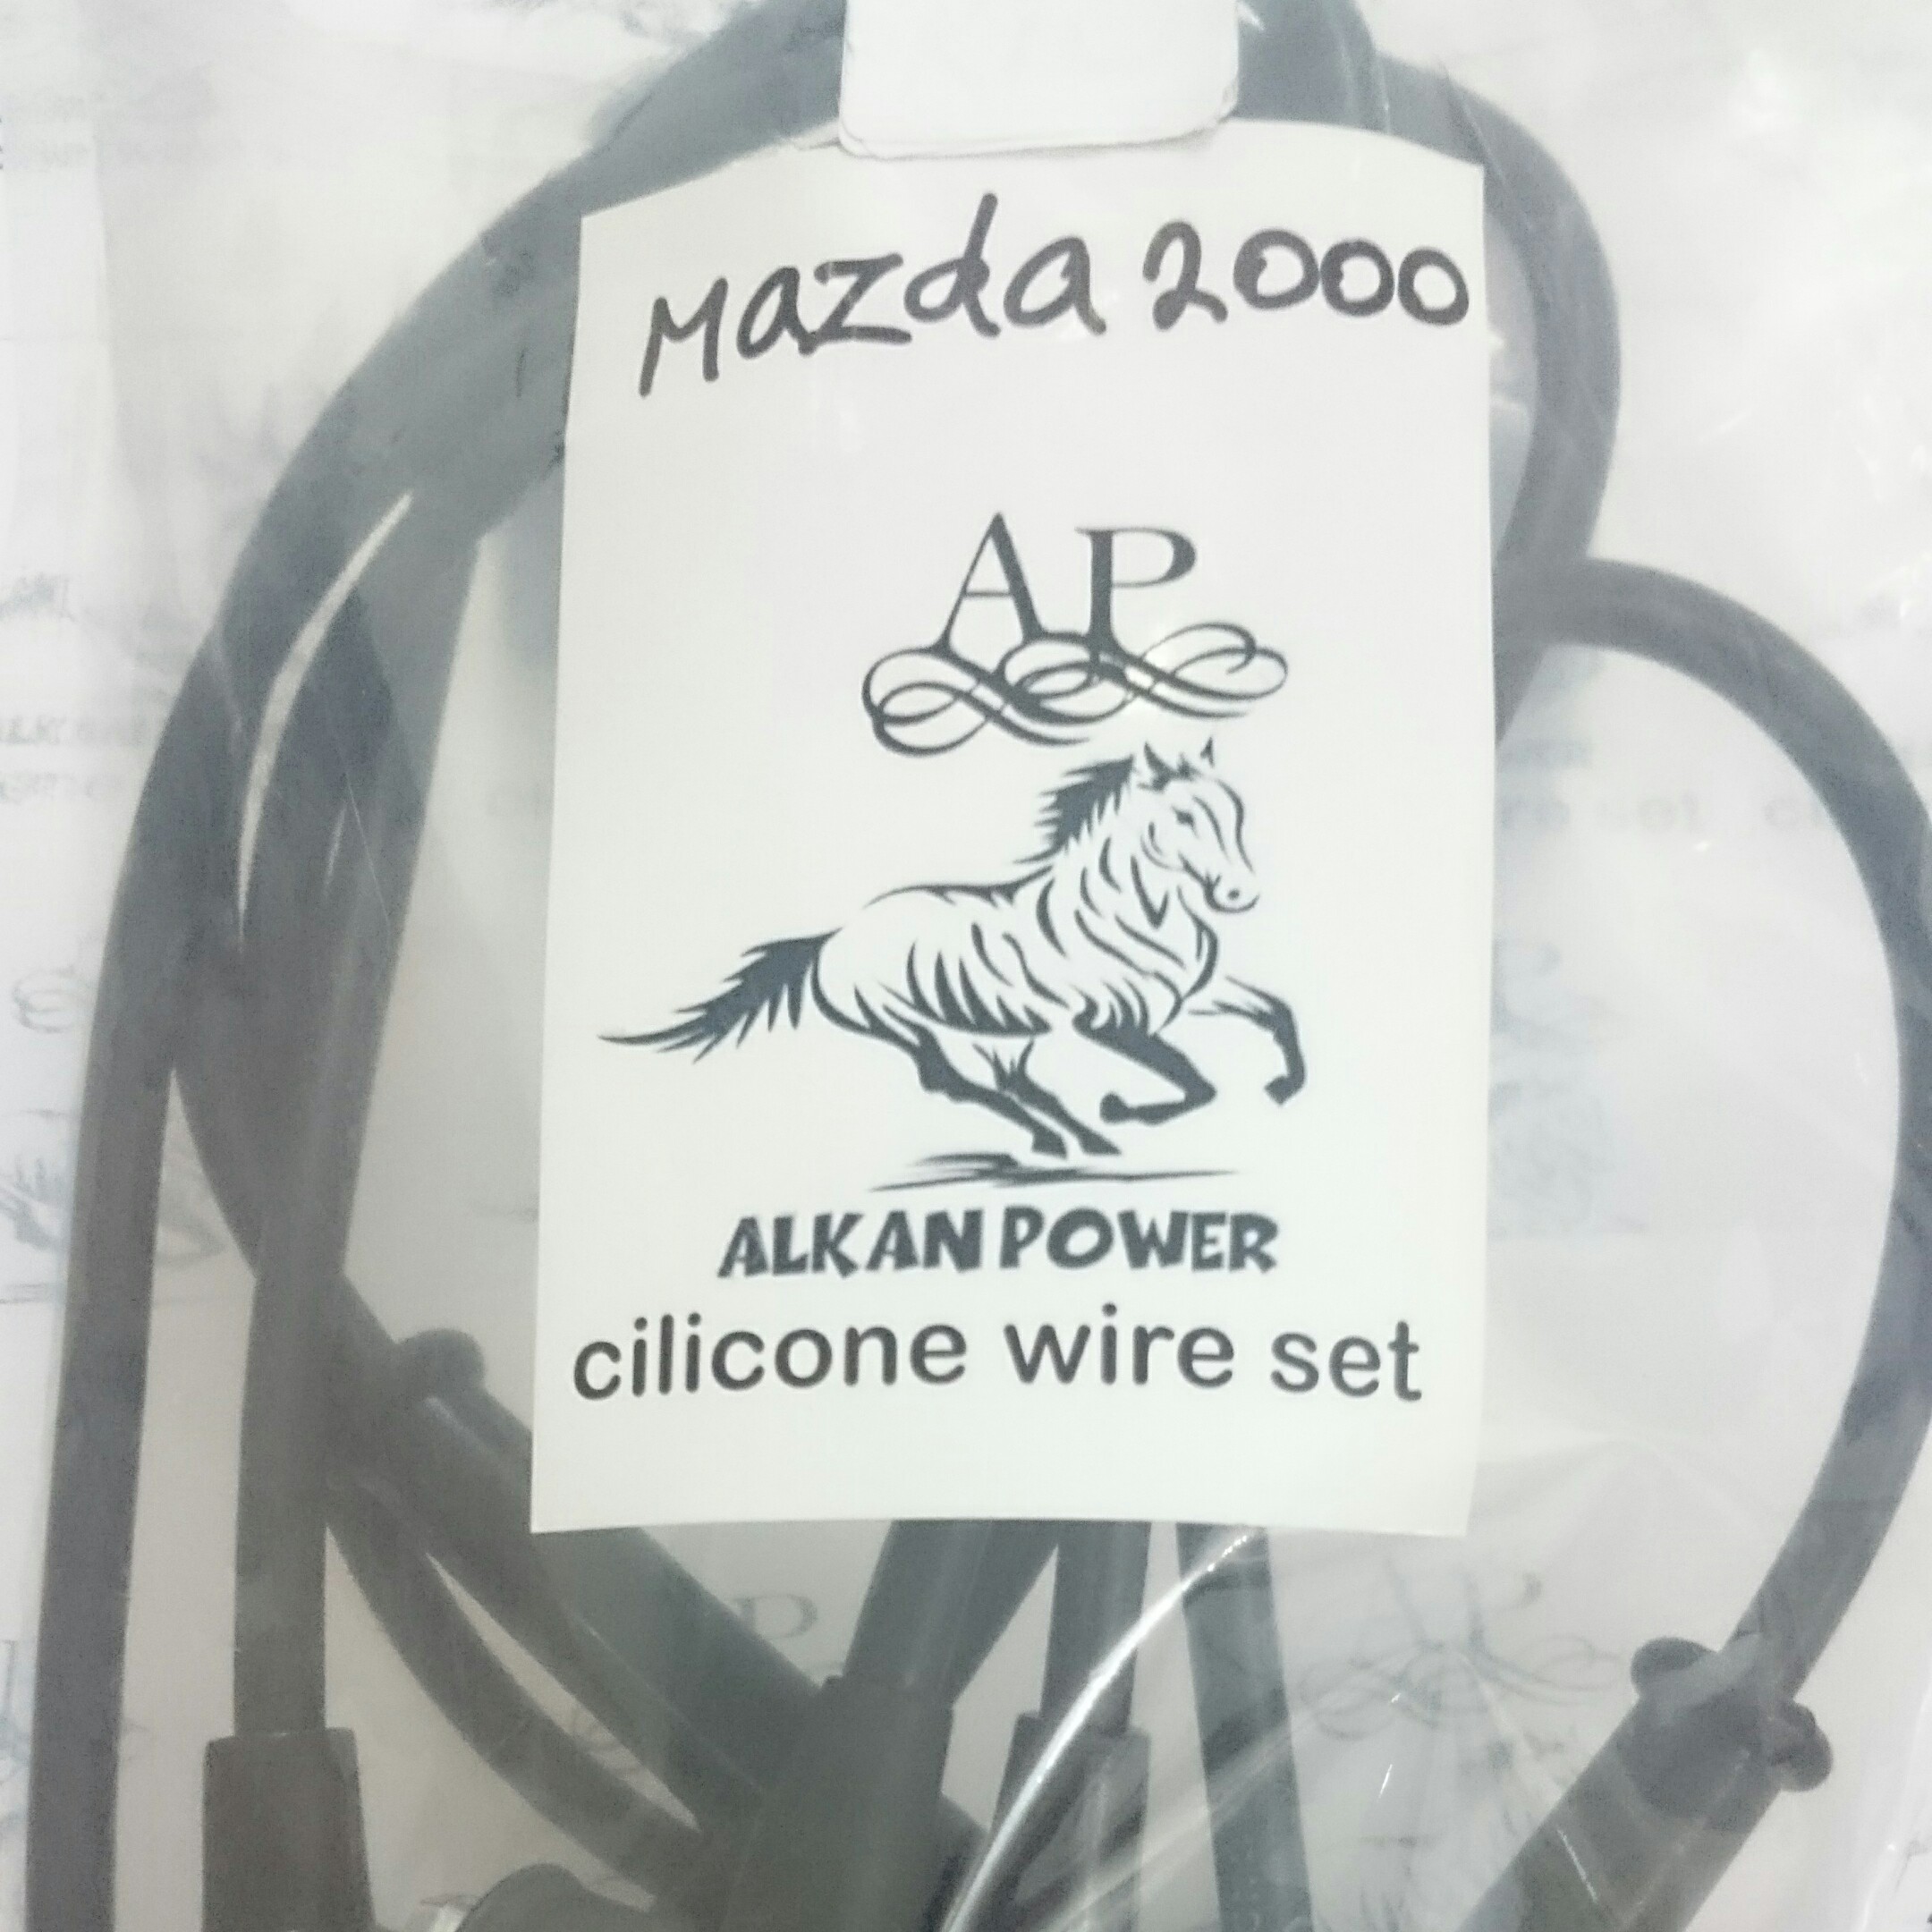 Mazda 2000
AP
ALKAN POWER
cilicone wire set